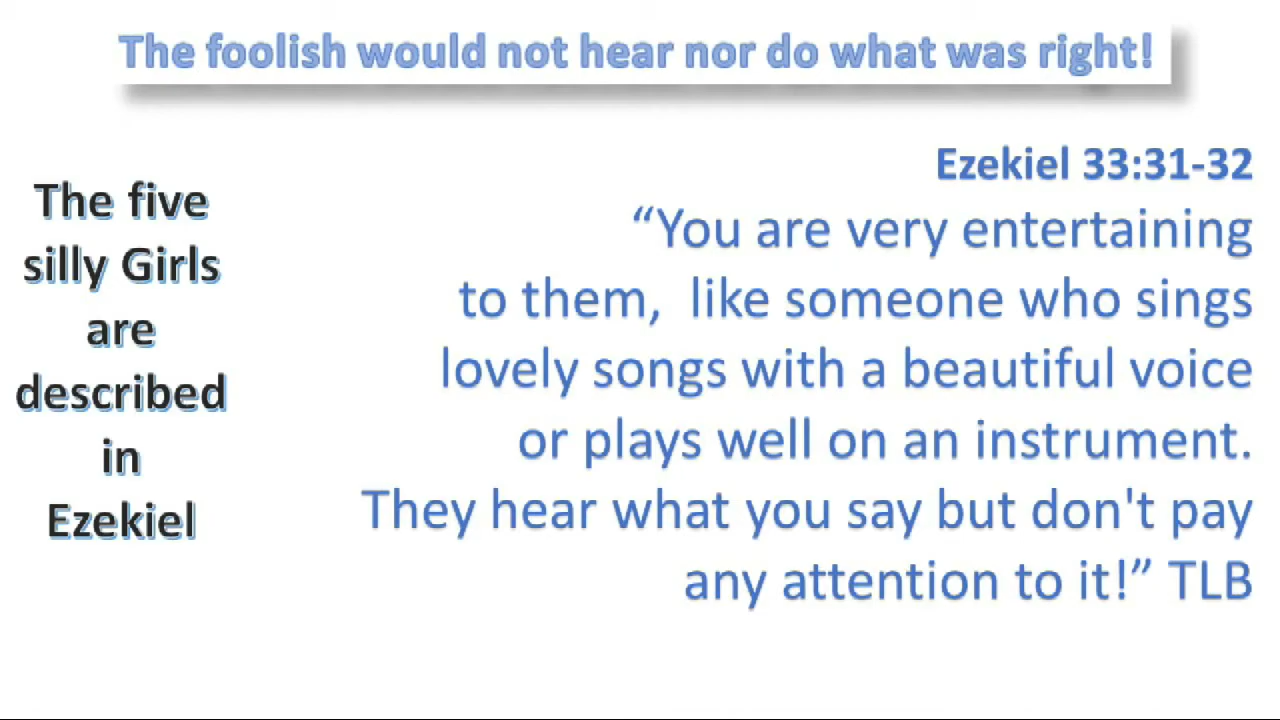 The foolish would not hear nor do what was right!
The five
silly Girls
are
described
in
Ezekiel
Ezekiel 33:31-32
“You are very entertaining
to them, like someone who sings
lovely songs with a beautiful voice
or plays well on an instrument.
They hear what you say but don't pay
any attention to it!” TLB